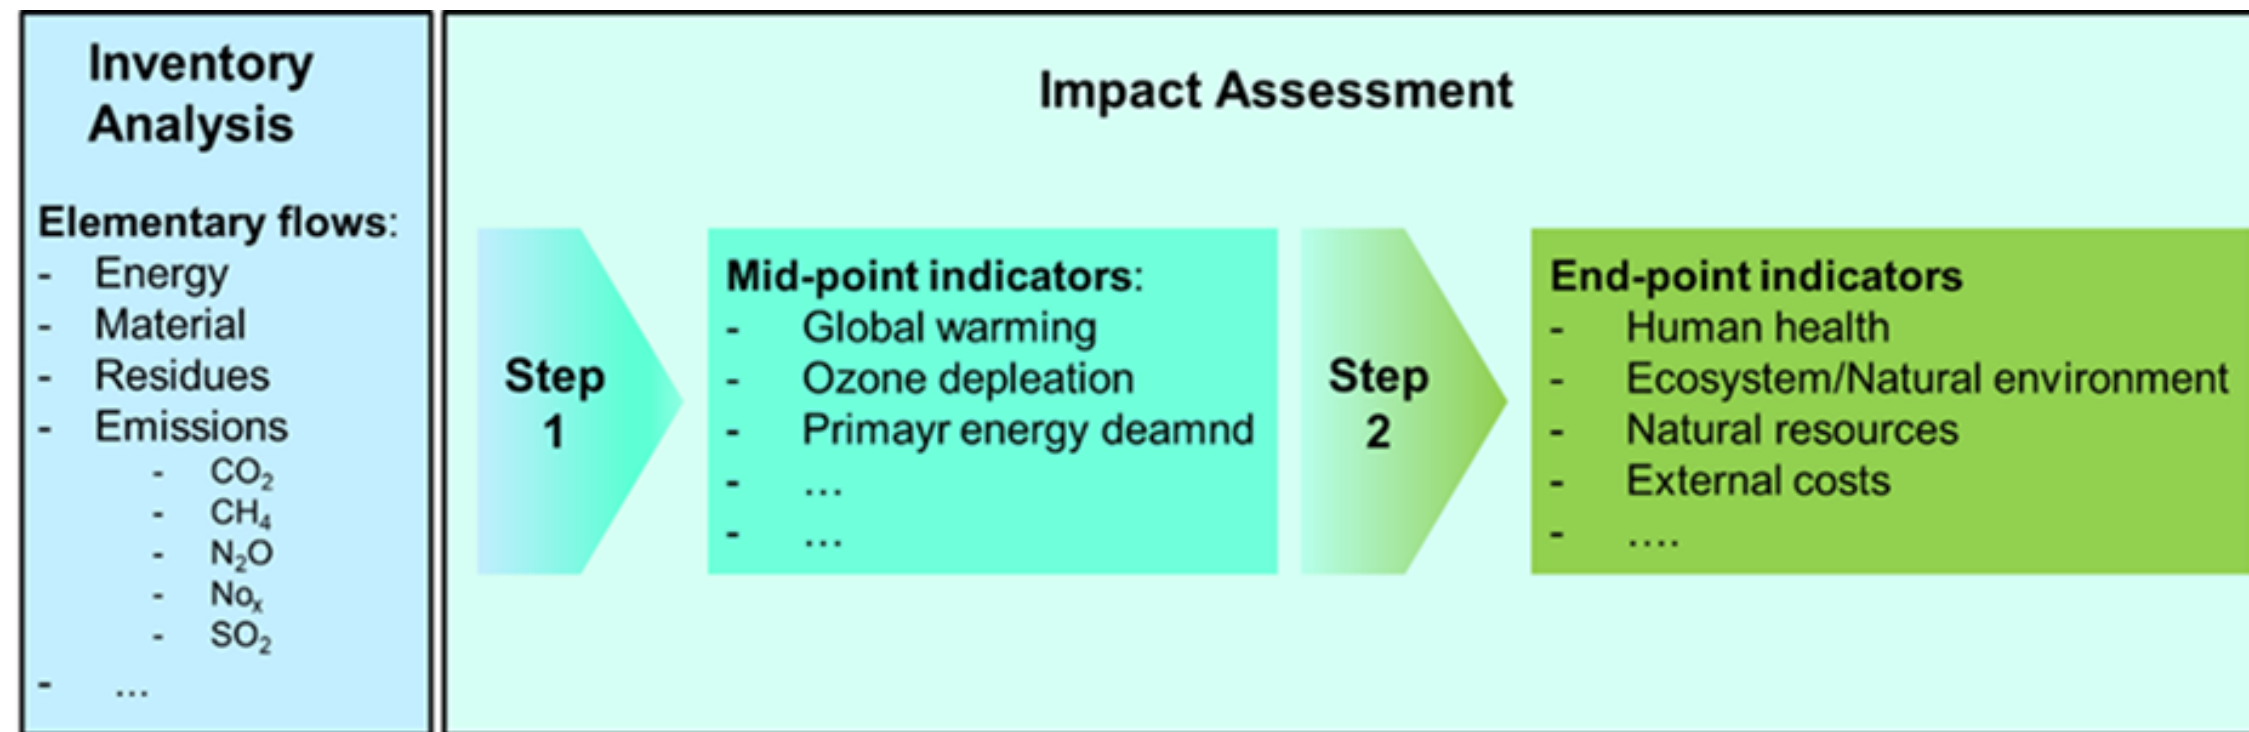 Inventory
Analysis
Elementary flows:
- Energy
- Material
- Residues
- Emissions
- CO₂
- CH₄
- N₂O
- Noₓ
- SO₂
- ...
Impact Assessment
Step
1
Mid-point indicators:
- Global warming
- Ozone depleation
- Primayr energy deamnd
- ...
- ...
Step
2
End-point indicators
- Human health
- Ecosystem/Natural environment
- Natural resources
- External costs
- ....